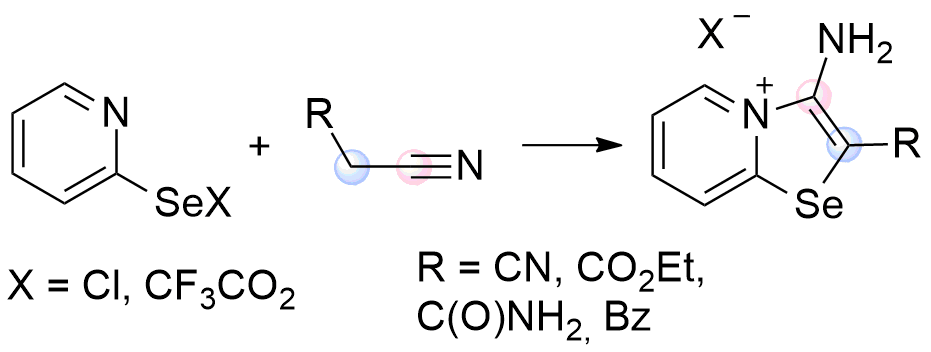 X⁻
NH₂
N
R
+
N
N⁺
R
SeX
Se
X = Cl, CF₃CO₂
R = CN, CO₂Et,
C(O)NH₂, Bz